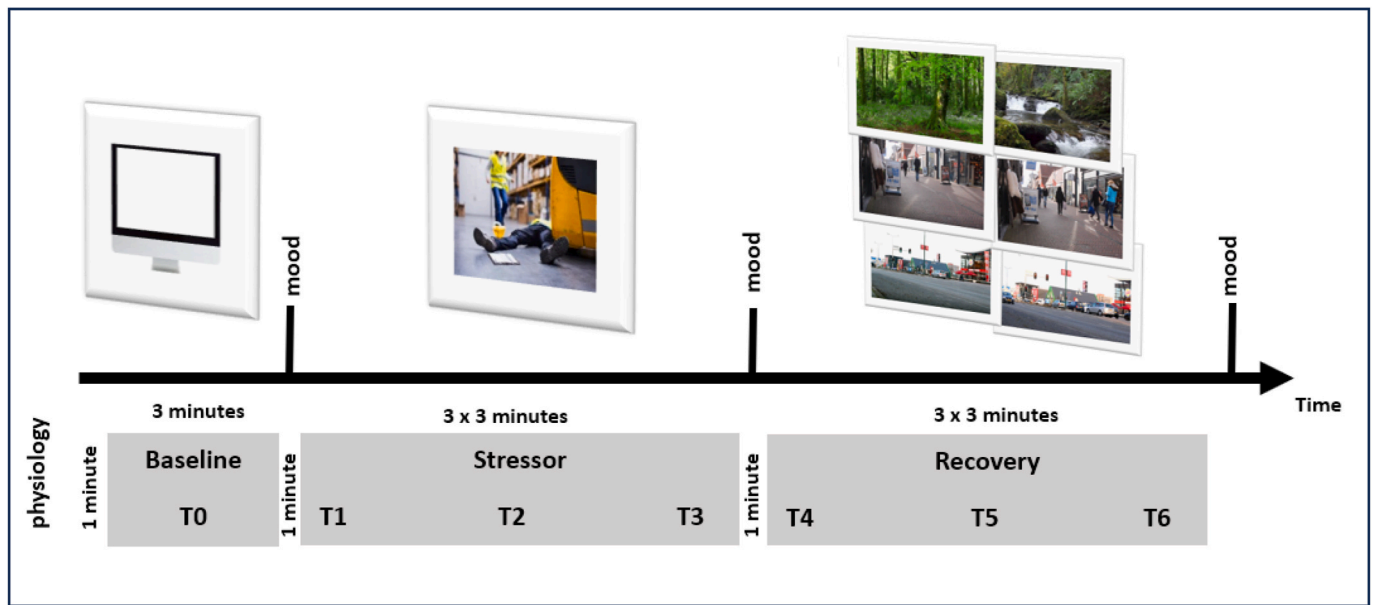 mood
mood
mood
Time
3 minutes
3 x 3 minutes
3 x 3 minutes
physiology
1 minute
Baseline
T0
1 minute
Stressor
T1 T2 T3
1 minute
Recovery
T4 T5 T6